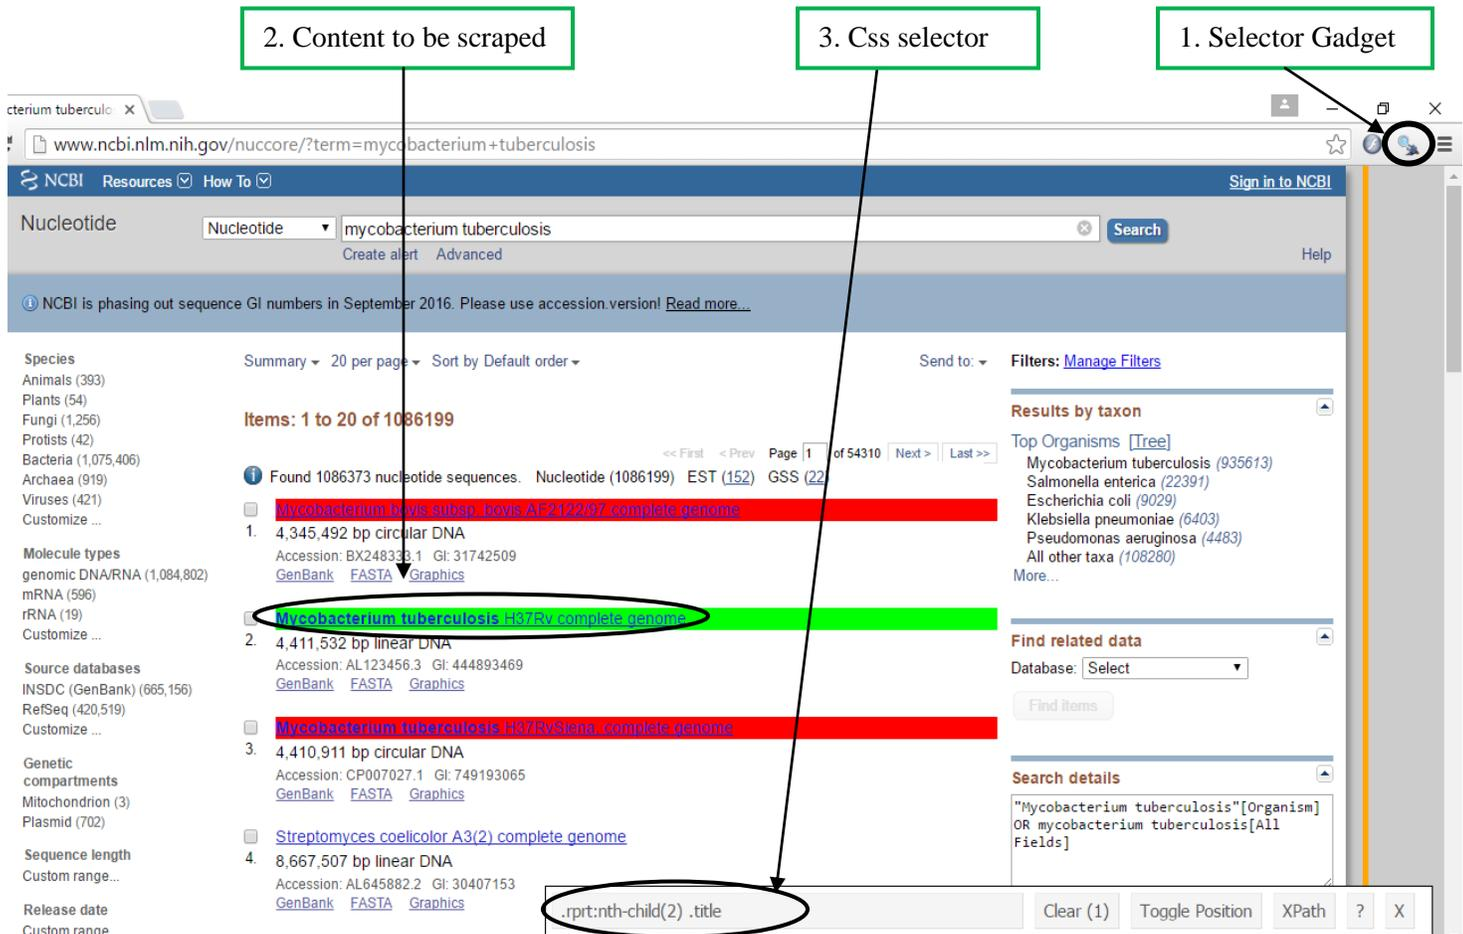 2. Content to be scraped
3. Css selector
1. Selector Gadget
cterium tuberculo
www.ncbi.nlm.nih.gov/nuccore/?term=mycobacterium+tuberculosis
NCBI Resources How To Sign in to NCBI
Nucleotide
Nucleotide mycobacterium tuberculosis Search
Create alert Advanced Help
NCBI is phasing out sequence GI numbers in September 2016. Please use accession.version! Read more...
Species
Animals (393)
Plants (54)
Fungi (1,256)
Protists (42)
Bacteria (1,075,406)
Archaea (919)
Viruses (421)
Customize ...
Molecule types
genomic DNA/RNA (1,084,802)
mRNA (596)
rRNA (19)
Customize ...
Source databases
INSDC (GenBank) (665,156)
RefSeq (420,519)
Customize ...
Genetic
compartments
Mitochondrion (3)
Plasmid (702)
Sequence length
Custom range...
Release date
Custom range
Summary 20 per page Sort by Default order Send to:
Items: 1 to 20 of 1086199
<< First < Prev Page 1 of 54310 Next > Last >>
Found 1086373 nucleotide sequences. Nucleotide (1086199) EST (152) GSS (22)
Mycobacterium bovis subsp. bovis AF2122/97 complete genome
1. 4,345,492 bp circular DNA
Accession: BX248333.1 GI: 31742509
GenBank FASTA Graphics
Mycobacterium tuberculosis H37Rv complete genome
2. 4,411,532 bp linear DNA
Accession: AL123456.3 GI: 444893469
GenBank FASTA Graphics
Mycobacterium tuberculosis H37RvSiena, complete genome
3. 4,410,911 bp circular DNA
Accession: CP007027.1 GI: 749193065
GenBank FASTA Graphics
Streptomyces coelicolor A3(2) complete genome
4. 8,667,507 bp linear DNA
Accession: AL645882.2 GI: 30407153
GenBank FASTA Graphics
Filters: Manage Filters
Results by taxon
Top Organisms [Tree]
Mycobacterium tuberculosis (935613)
Salmonella enterica (22391)
Escherichia coli (9029)
Klebsiella pneumoniae (6403)
Pseudomonas aeruginosa (4483)
All other taxa (108280)
More...
Find related data
Database: Select
Find items
Search details
"Mycobacterium tuberculosis"[Organism]
OR mycobacterium tuberculosis[All
Fields]
.rprt:nth-child(2) .title Clear (1) Toggle Position XPath ? X